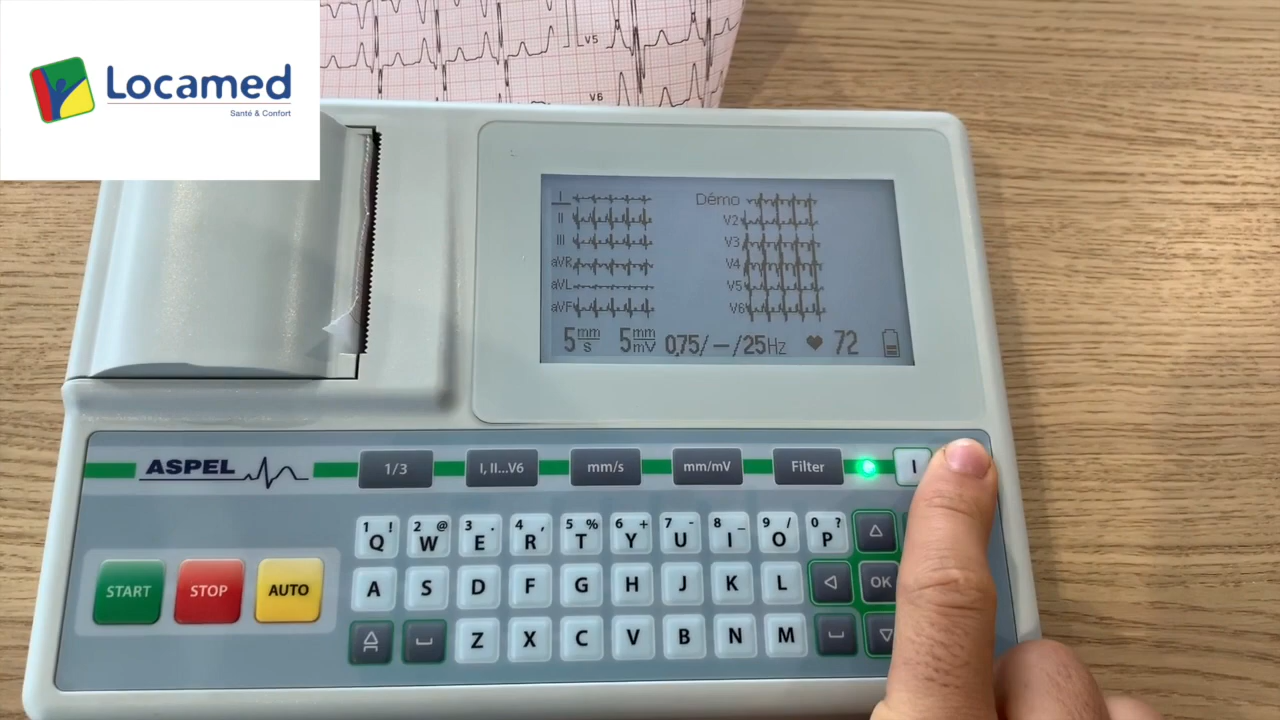 Locamed
Santé & Confort
V5
V6
I
II
III
aVR
aVL
aVF
Démo
V2
V3
V4
V5
V6
5 mm/s 5 mm/mV 0,75/—/25Hz ♥ 72
ASPEL
1/3
I, II...V6
mm/s
mm/mV
Filter
I
1 ! Q
2 @ W
3 . E
4 , R
5 % T
6 + Y
7 - U
8 _ I
9 / O
0 ? P
START
STOP
AUTO
A S D F G H J K L
OK
Z X C V B N M